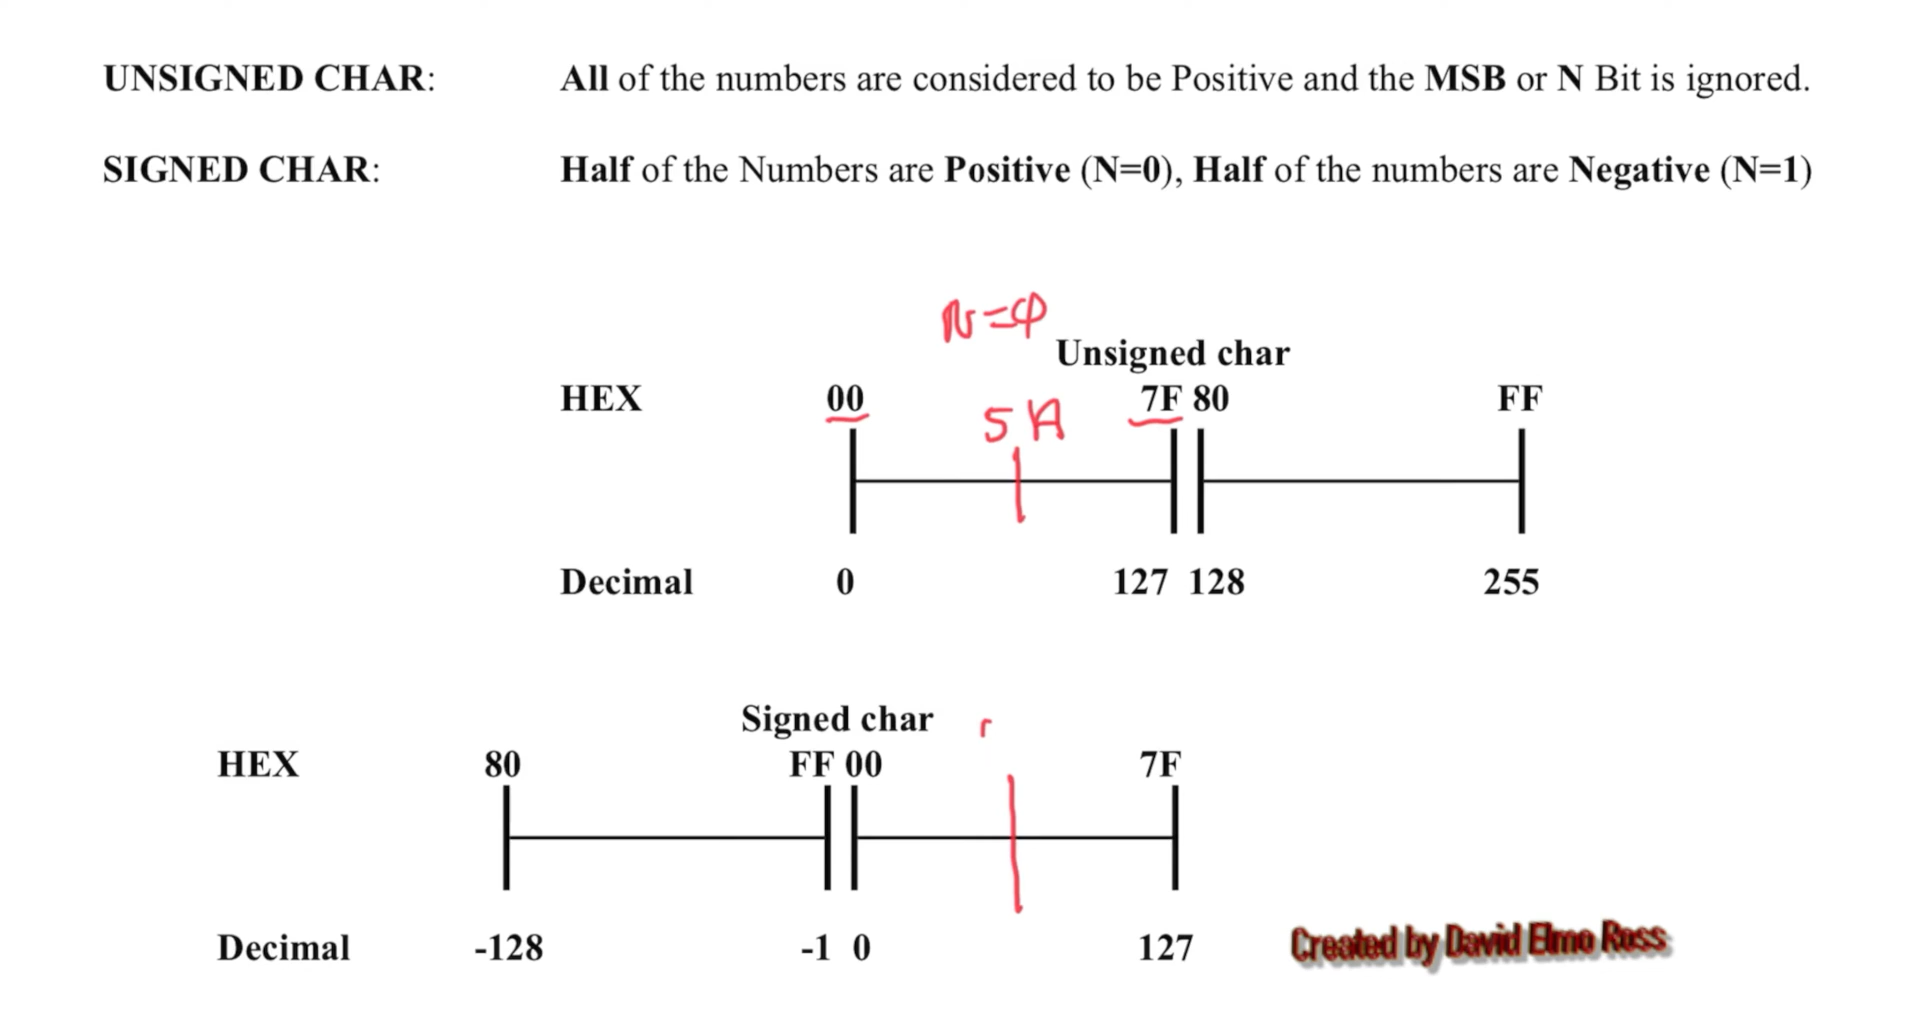 UNSIGNED CHAR: All of the numbers are considered to be Positive and the MSB or N Bit is ignored.
SIGNED CHAR: Half of the Numbers are Positive (N=0), Half of the numbers are Negative (N=1)
N=φ
Unsigned char
HEX 00 5A 7F 80 FF
Decimal 0 127 128 255
Signed char
HEX 80 FF 00 7F
Decimal -128 -1 0 127
Created by David Elmo Ross